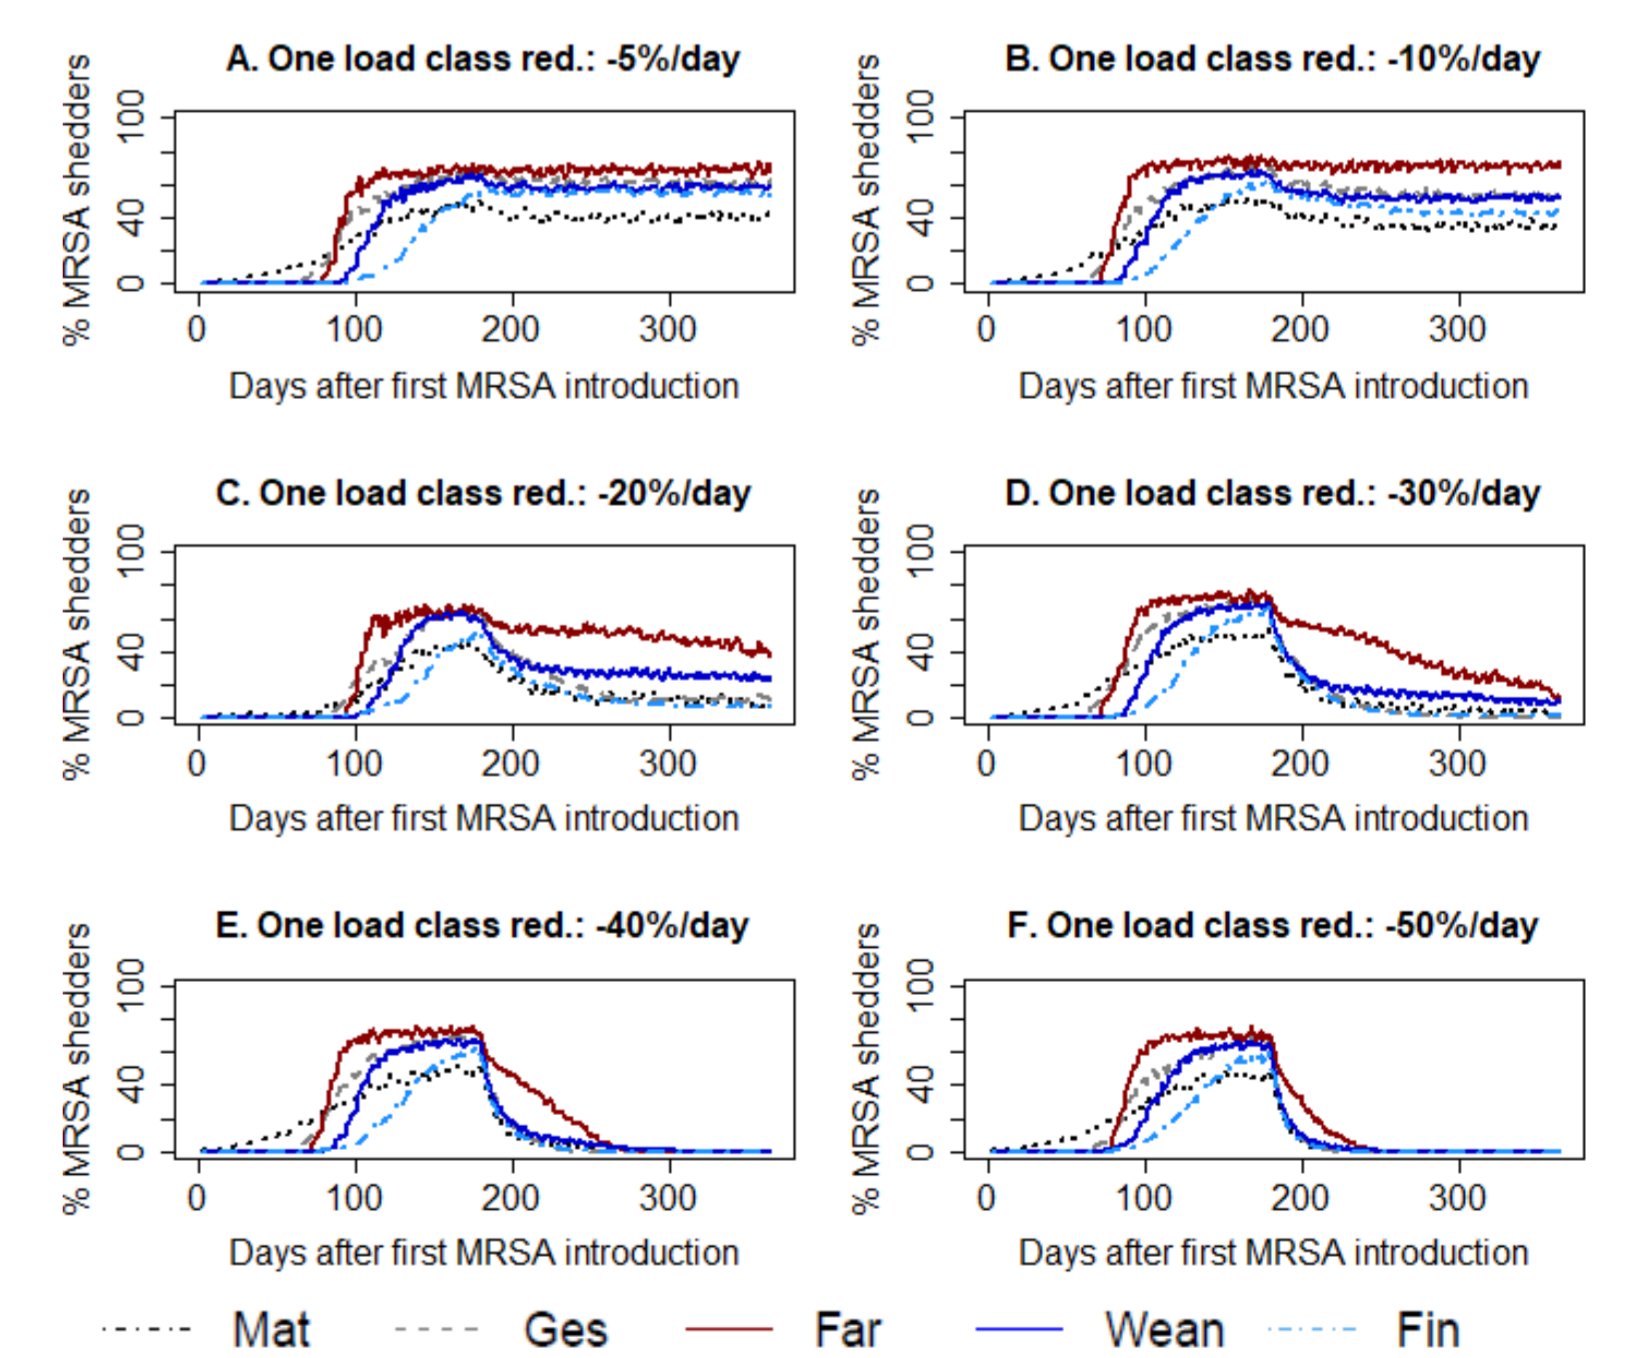 A. One load class red.: -5%/day
% MRSA shedders
100
40
0
0 100 200 300
Days after first MRSA introduction
B. One load class red.: -10%/day
% MRSA shedders
100
40
0
0 100 200 300
Days after first MRSA introduction
C. One load class red.: -20%/day
% MRSA shedders
100
40
0
0 100 200 300
Days after first MRSA introduction
D. One load class red.: -30%/day
% MRSA shedders
100
40
0
0 100 200 300
Days after first MRSA introduction
E. One load class red.: -40%/day
% MRSA shedders
100
40
0
0 100 200 300
Days after first MRSA introduction
F. One load class red.: -50%/day
% MRSA shedders
100
40
0
0 100 200 300
Days after first MRSA introduction
Mat Ges Far Wean Fin